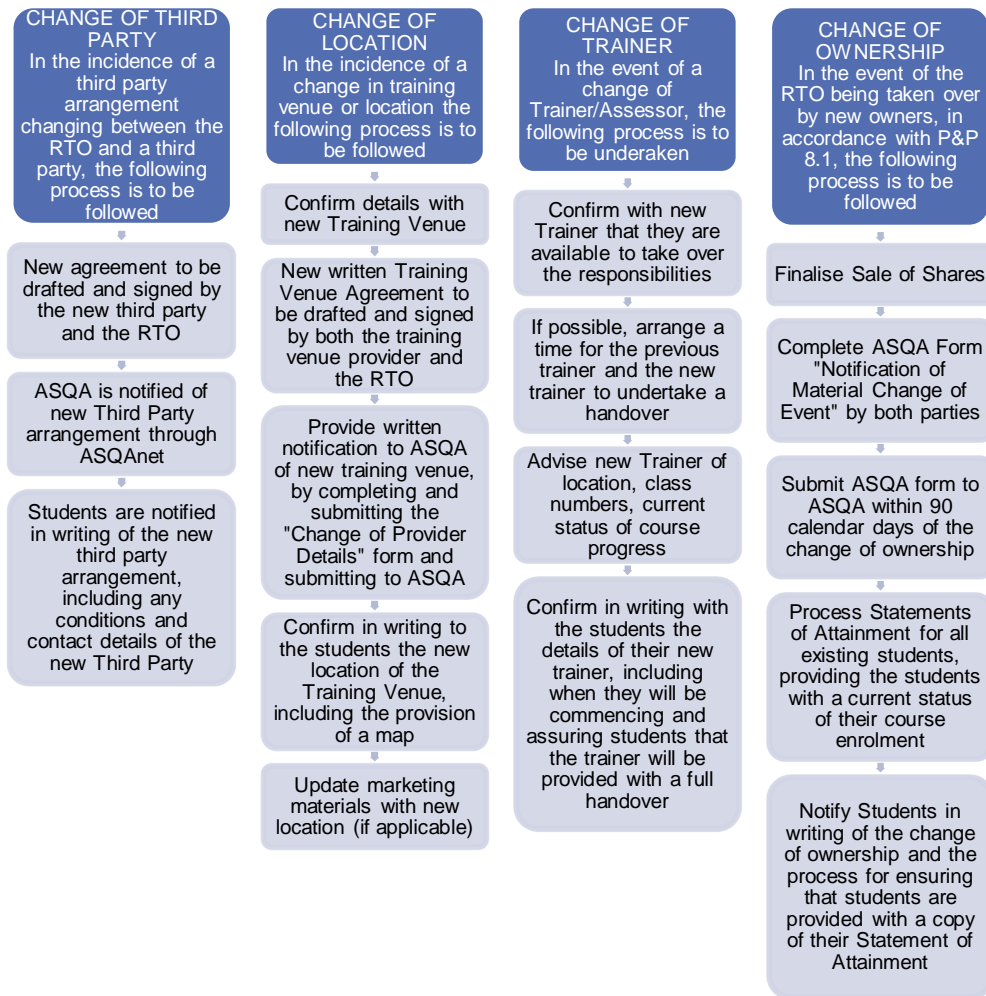 CHANGE OF THIRD
PARTY
In the incidence of a
third party
arrangement
changing between the
RTO and a third
party, the following
process is to be
followed
New agreement to be
drafted and signed by
the new third party
and the RTO
ASQA is notified of
new Third Party
arrangement through
ASQAnet
Students are notified
in writing of the new
third party
arrangement,
including any
conditions and
contact details of the
new Third Party
CHANGE OF
LOCATION
In the incidence of a
change in training
venue or location the
following process is to
be followed
Confirm details with
new Training Venue
New written Training
Venue Agreement to
be drafted and signed
by both the training
venue provider and
the RTO
Provide written
notification to ASQA
of new training venue,
by completing and
submitting the
"Change of Provider
Details" form and
submitting to ASQA
Confirm in writing to
the students the new
location of the
Training Venue,
including the provision
of a map
Update marketing
materials with new
location (if applicable)
CHANGE OF
TRAINER
In the event of a
change of
Trainer/Assessor, the
following process is to
be underaken
Confirm with new
Trainer that they are
available to take over
the responsibilities
If possible, arrange a
time for the previous
trainer and the new
trainer to undertake a
handover
Advise new Trainer of
location, class
numbers, current
status of course
progress
Confirm in writing with
the students the
details of their new
trainer, including
when they will be
commencing and
assuring students that
the trainer will be
provided with a full
handover
CHANGE OF
OWNERSHIP
In the event of the
RTO being taken over
by new owners, in
accordance with P&P
8.1, the following
process is to be
followed
Finalise Sale of Shares
Complete ASQA Form
"Notification of
Material Change of
Event" by both parties
Submit ASQA form to
ASQA within 90
calendar days of the
change of ownership
Process Statements
of Attainment for all
existing students,
providing the students
with a current status
of their course
enrolment
Notify Students in
writing of the change
of ownership and the
process for ensuring
that students are
provided with a copy
of their Statement of
Attainment